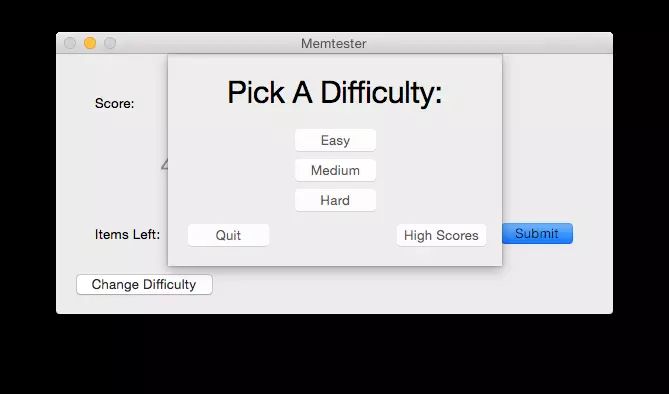 Memtester
Pick A Difficulty:
Score:
Easy
Medium
Hard
Items Left:
Quit
High Scores
Submit
Change Difficulty